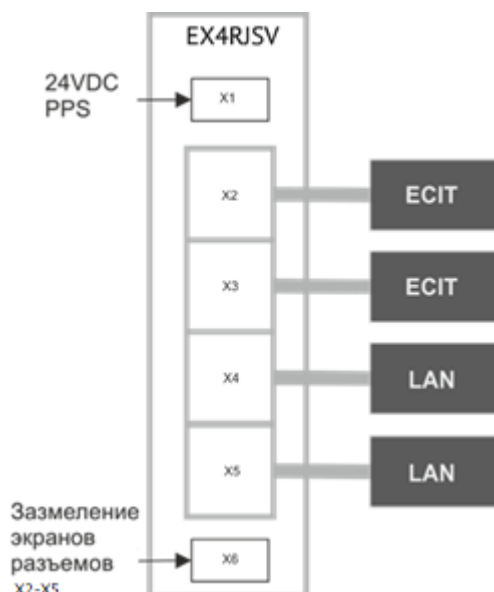 EX4RJSV
24VDC
PPS
X1
X2
ECIT
X3
ECIT
X4
LAN
X5
LAN
Зазмеление
экранов
разъемов
X2-X5
X6